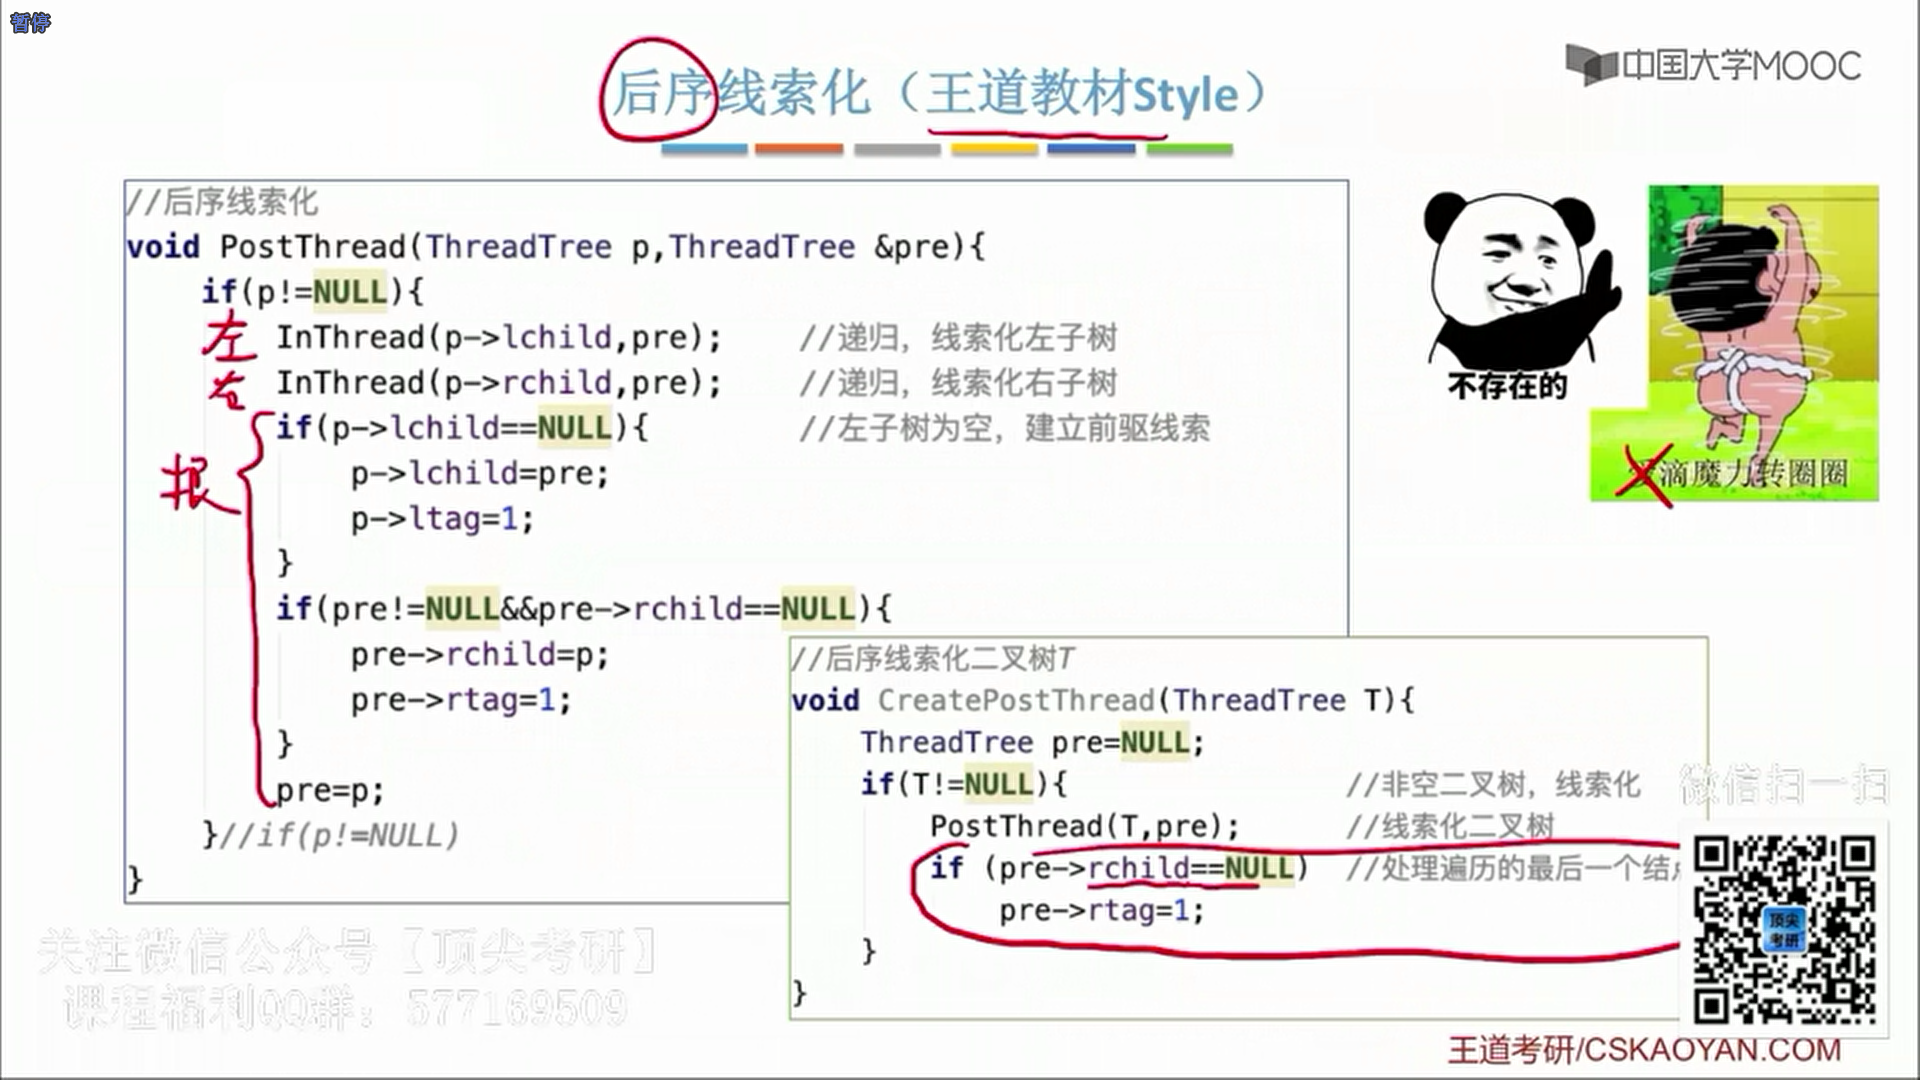 暂停
后序线索化（王道教材Style）
中国大学MOOC
//后序线索化
void PostThread(ThreadTree p,ThreadTree &pre){
if(p!=NULL){
左 InThread(p->lchild,pre); //递归，线索化左子树
右 InThread(p->rchild,pre); //递归，线索化右子树
if(p->lchild==NULL){ //左子树为空，建立前驱线索
根 p->lchild=pre;
p->ltag=1;
}
if(pre!=NULL&&pre->rchild==NULL){
pre->rchild=p;
pre->rtag=1;
}
pre=p;
}//if(p!=NULL)
}
//后序线索化二叉树T
void CreatePostThread(ThreadTree T){
ThreadTree pre=NULL;
if(T!=NULL){ //非空二叉树，线索化
PostThread(T,pre); //线索化二叉树
if (pre->rchild==NULL) //处理遍历的最后一个结
pre->rtag=1;
}
}
不存在的
滴魔力转圈圈
微信扫一扫
顶尖
考研
关注微信公众号【顶尖考研】
课程福利QQ群：577169509
王道考研/CSKAOYAN.COM